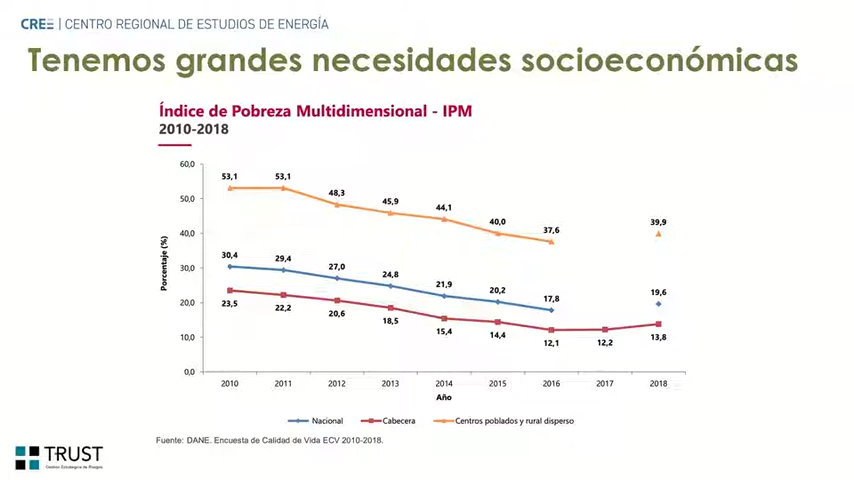 CREE | CENTRO REGIONAL DE ESTUDIOS DE ENERGÍA
Tenemos grandes necesidades socioeconómicas
Índice de Pobreza Multidimensional - IPM
2010-2018
Porcentaje (%)
60,0
50,0
40,0
30,0
20,0
10,0
0,0
53,1 53,1 48,3 45,9 44,1 40,0 37,6 39,9
30,4 29,4 27,0 24,8 21,9 20,2 17,8 19,6
23,5 22,2 20,6 18,5 15,4 14,4 12,1 12,2 13,8
2010 2011 2012 2013 2014 2015 2016 2017 2018
Año
Nacional Cabecera Centros poblados y rural disperso
Fuente: DANE. Encuesta de Calidad de Vida ECV 2010-2018.
TRUST
Gestión Estratégica de Riesgos